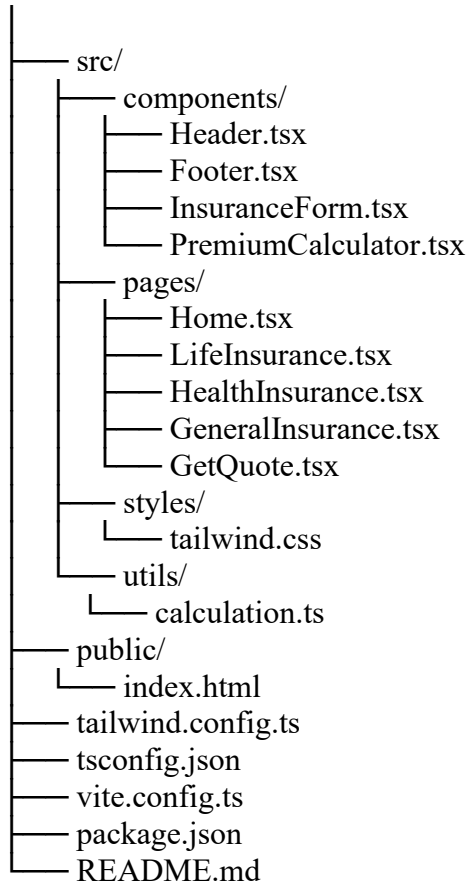 src/
components/
Header.tsx
Footer.tsx
InsuranceForm.tsx
PremiumCalculator.tsx
pages/
Home.tsx
LifeInsurance.tsx
HealthInsurance.tsx
GeneralInsurance.tsx
GetQuote.tsx
styles/
tailwind.css
utils/
calculation.ts
public/
index.html
tailwind.config.ts
tsconfig.json
vite.config.ts
package.json
README.md